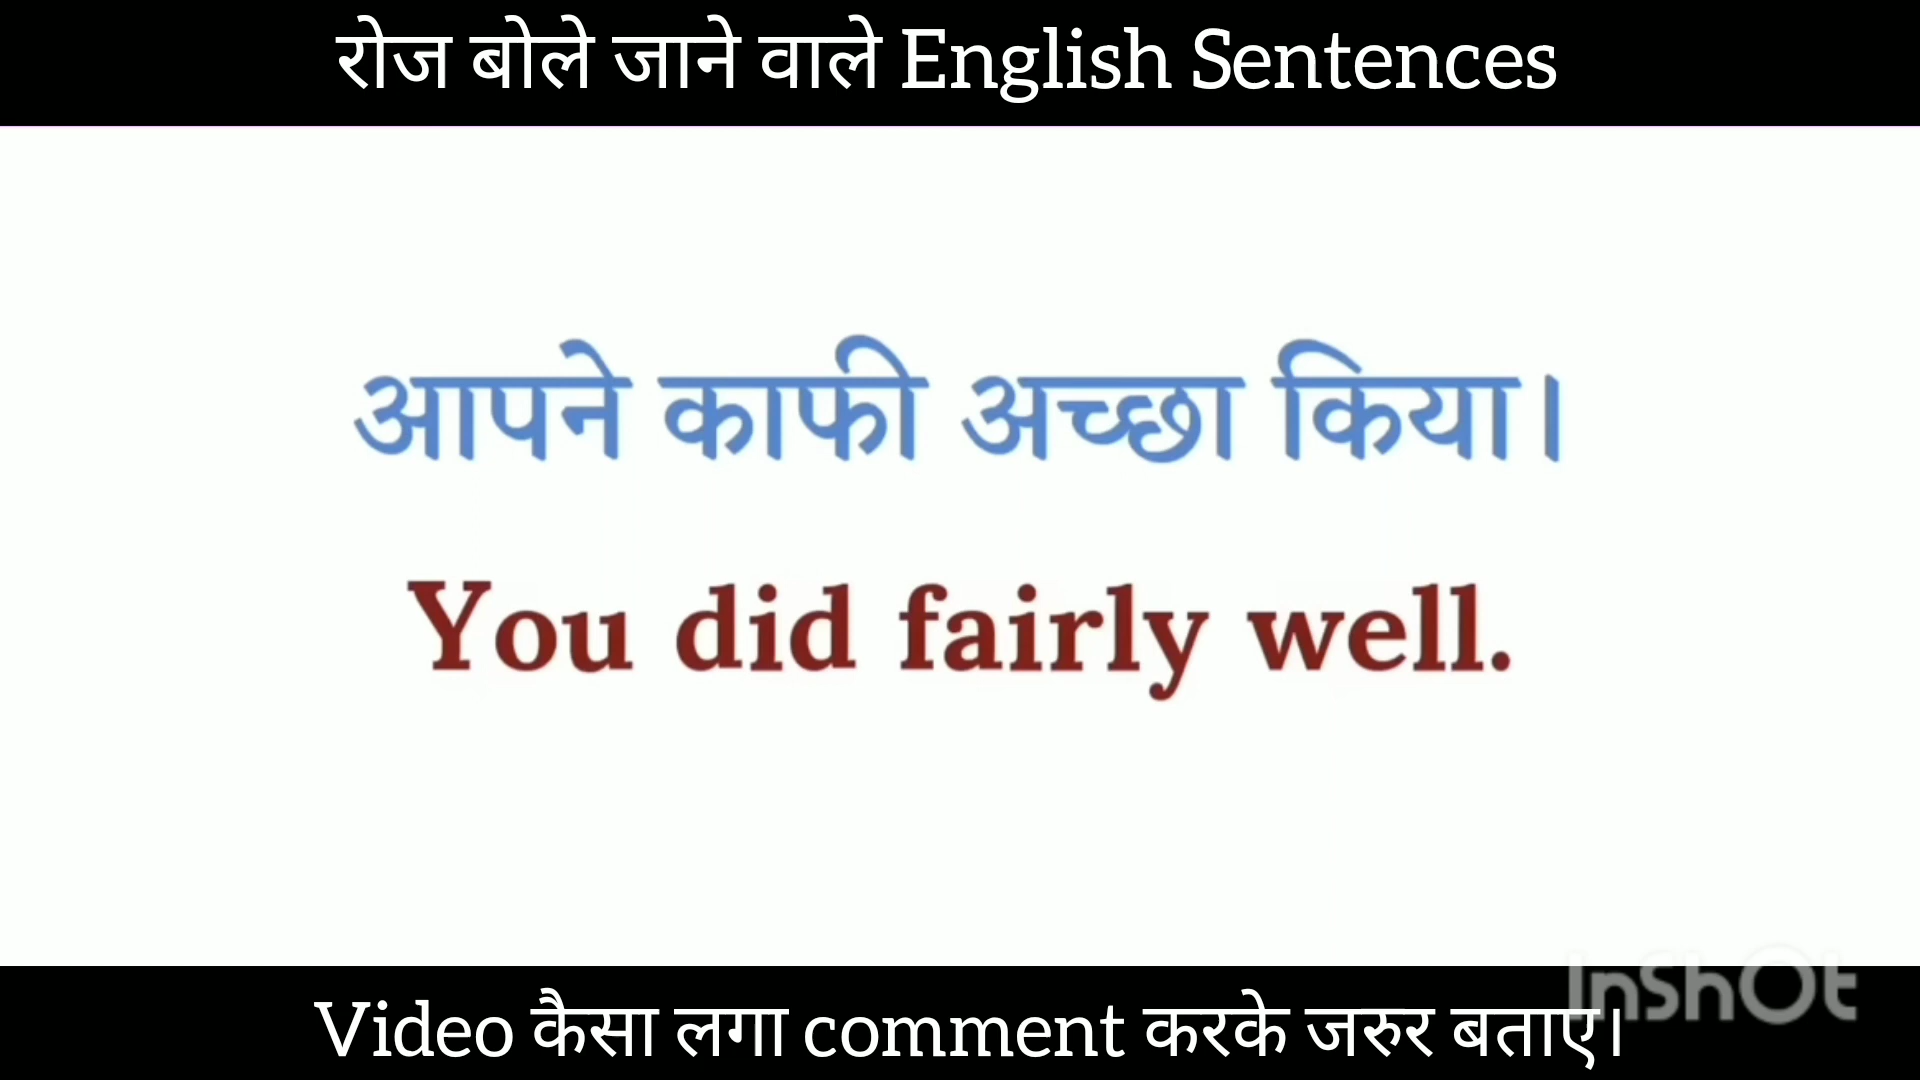 रोज बोले जाने वाले English Sentences
आपने काफी अच्छा किया।
You did fairly well.
InShOt
Video कैसा लगा comment करके जरुर बताए।